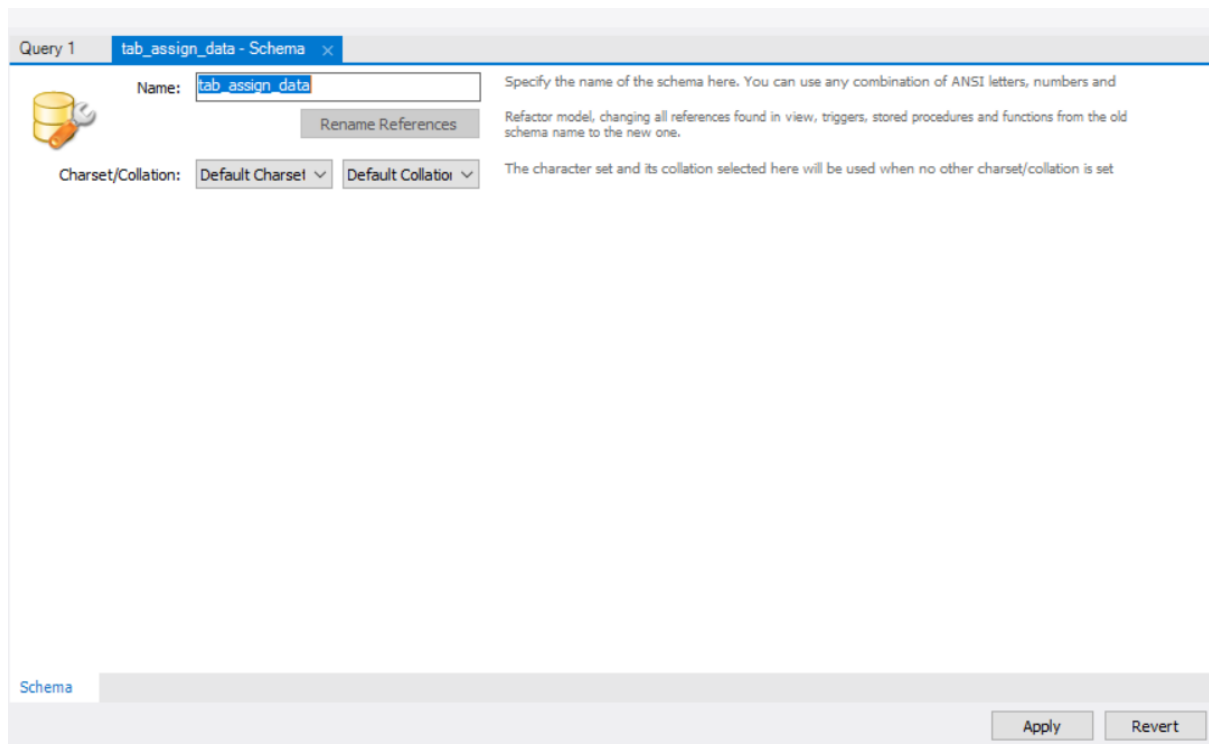 Query 1
tab_assign_data - Schema
Name:
tab_assign_data
Specify the name of the schema here. You can use any combination of ANSI letters, numbers and
Rename References
Refactor model, changing all references found in view, triggers, stored procedures and functions from the old
schema name to the new one.
Charset/Collation:
Default Charset
Default Collation
The character set and its collation selected here will be used when no other charset/collation is set
Schema
Apply
Revert